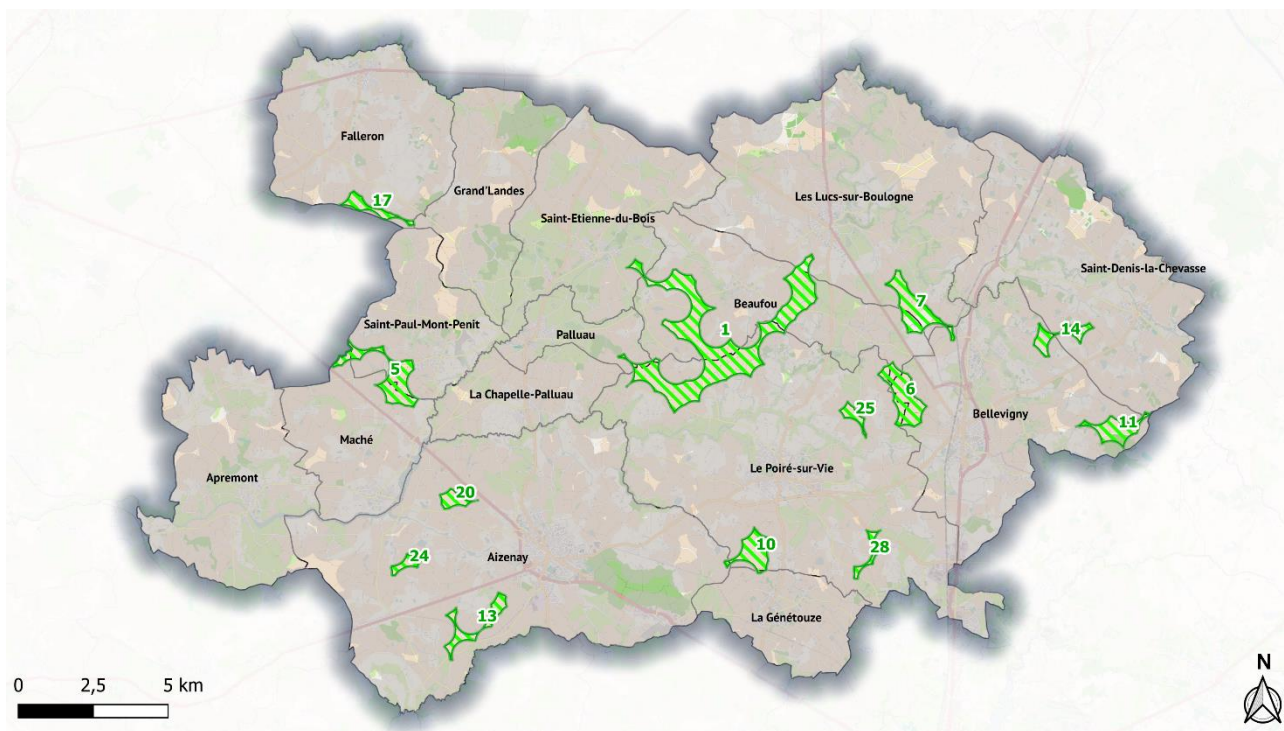 Falleron
Grand'Landes
Les Lucs-sur-Boulogne
17
Saint-Etienne-du-Bois
Saint-Denis-la-Chevasse
Beaufou
7
Saint-Paul-Mont-Penit
Palluau
1
14
5
La Chapelle-Palluau
6
25
Bellevigny
11
Maché
Le Poiré-sur-Vie
Apremont
20
10
28
24
Aizenay
13
La Génétouze
N
0 2,5 5 km